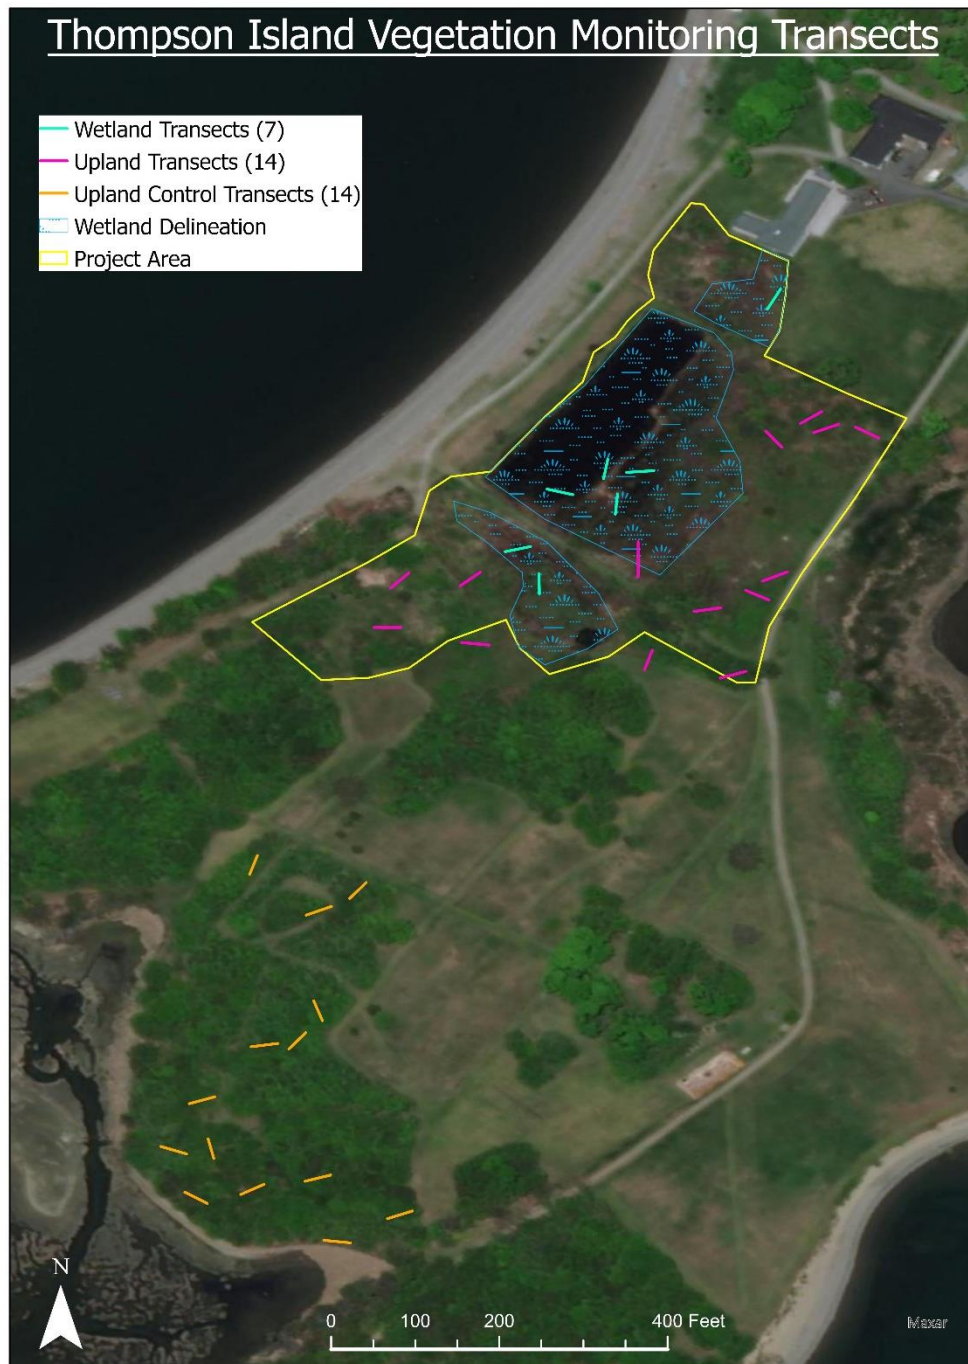 Thompson Island Vegetation Monitoring Transects
Wetland Transects (7)
Upland Transects (14)
Upland Control Transects (14)
Wetland Delineation
Project Area
N
0 100 200 400 Feet
Maxar